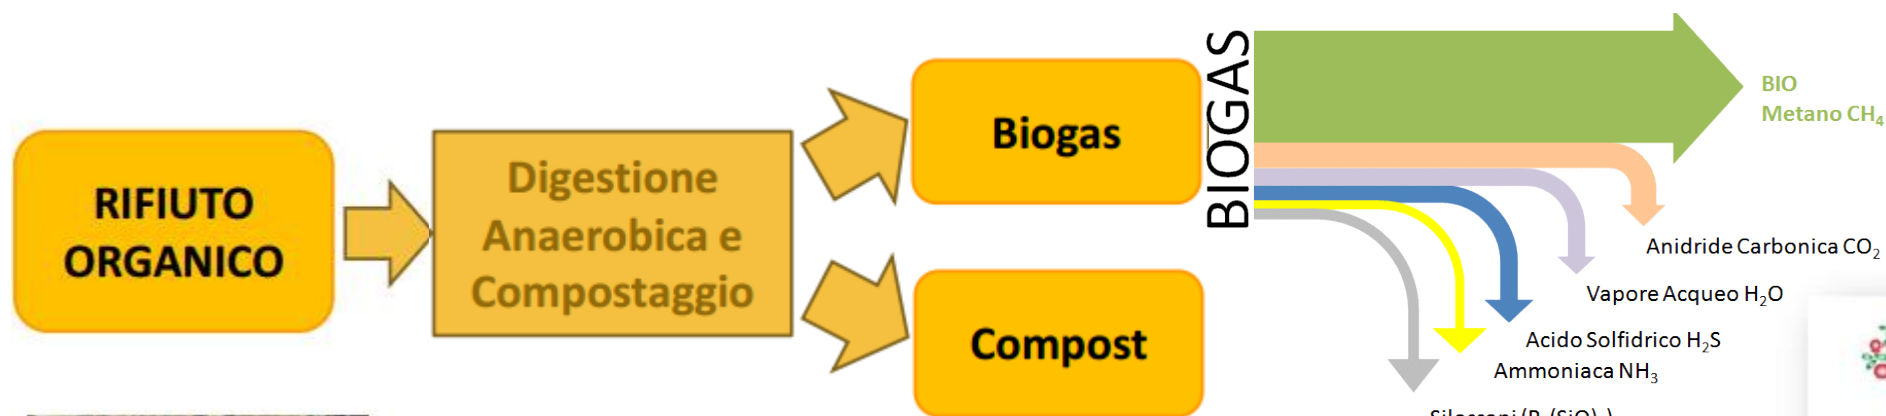 RIFIUTO
ORGANICO
Digestione
Anaerobica e
Compostaggio
Biogas
Compost
BIOGAS
BIO
Metano CH₄
Anidride Carbonica CO₂
Vapore Acqueo H₂O
Acido Solfidrico H₂S
Ammoniaca NH₃
Silossani